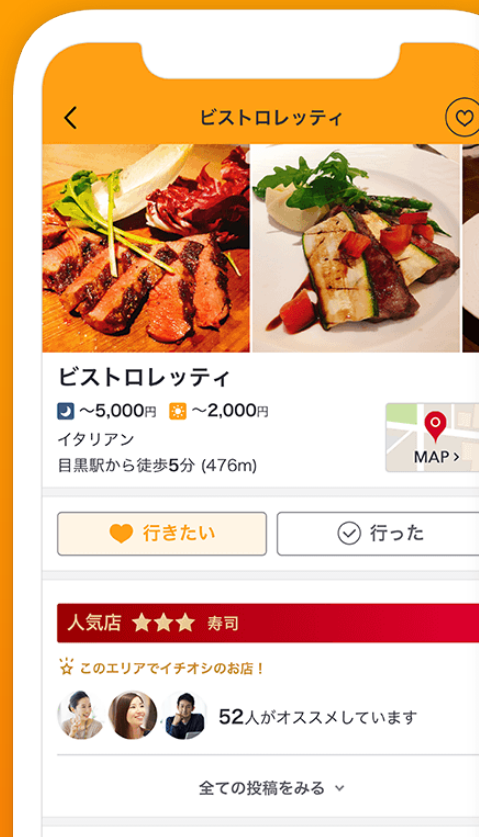 ビストロレッティ
ビストロレッティ
～5,000円 ～2,000円
イタリアン
目黒駅から徒歩5分 (476m)
MAP ›
行きたい
行った
人気店 ★★★ 寿司
このエリアでイチオシのお店！
52人がオススメしています
全ての投稿をみる